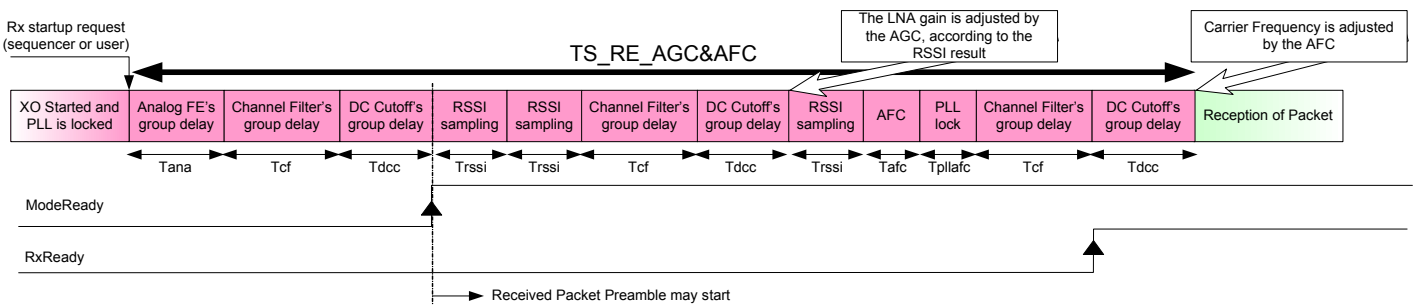 Rx startup request
(sequencer or user)
TS_RE_AGC&AFC
The LNA gain is adjusted by
the AGC, according to the
RSSI result
Carrier Frequency is adjusted
by the AFC
XO Started and
PLL is locked
Analog FE's
group delay
Channel Filter's
group delay
DC Cutoff's
group delay
RSSI
sampling
RSSI
sampling
Channel Filter's
group delay
DC Cutoff's
group delay
RSSI
sampling
AFC
PLL
lock
Channel Filter's
group delay
DC Cutoff's
group delay
Reception of Packet
Tana
Tcf
Tdcc
Trssi
Trssi
Tcf
Tdcc
Trssi
Tafc
Tpllafc
Tcf
Tdcc
ModeReady
RxReady
Received Packet Preamble may start